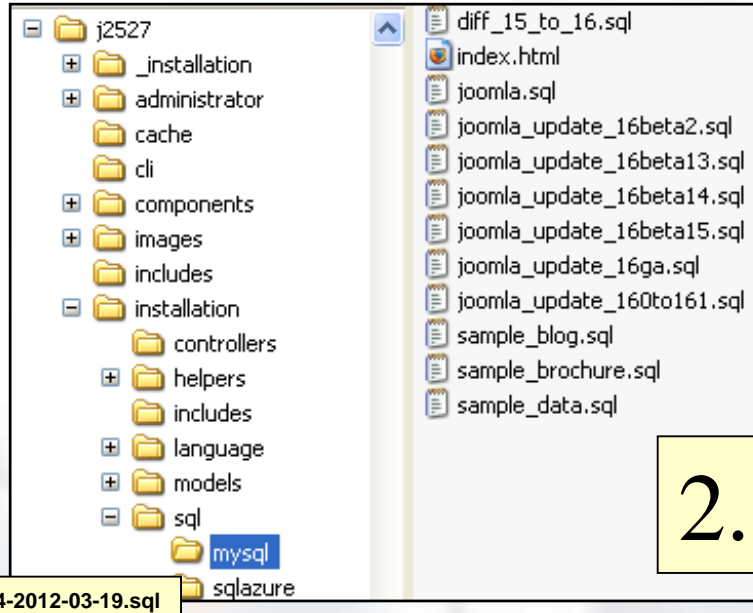 j2527
_installation
administrator
cache
cli
components
images
includes
installation
controllers
helpers
includes
language
models
sql
mysql
sqlazure
diff_15_to_16.sql
index.html
joomla.sql
joomla_update_16beta2.sql
joomla_update_16beta13.sql
joomla_update_16beta14.sql
joomla_update_16beta15.sql
joomla_update_16ga.sql
joomla_update_160to161.sql
sample_blog.sql
sample_brochure.sql
sample_data.sql
2.
4-2012-03-19.sql